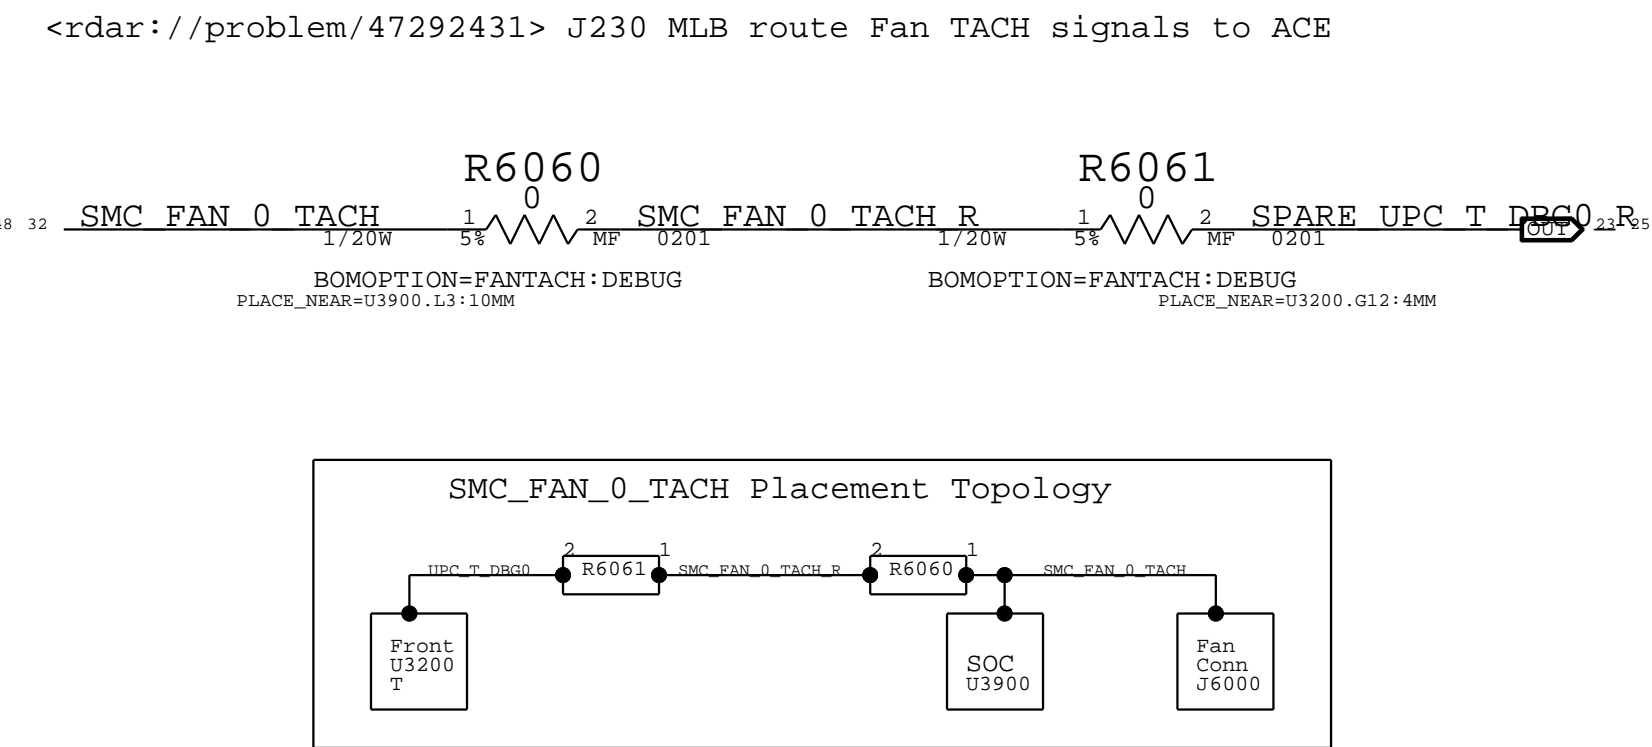 <rdar://problem/47292431> J230 MLB route Fan TACH signals to ACE
R6060
0
R6061
0
48 32 SMC_FAN_0_TACH 1 2 SMC_FAN_0_TACH_R 1 2 SPARE_UPC_T_DBG0_R OUT 23 25
1/20W 5% MF 0201 1/20W 5% MF 0201
BOMOPTION=FANTACH:DEBUG BOMOPTION=FANTACH:DEBUG
PLACE_NEAR=U3900.L3:10MM PLACE_NEAR=U3200.G12:4MM
SMC_FAN_0_TACH Placement Topology
2 1 2 1
UPC_T_DBG0 R6061 SMC_FAN_0_TACH_R R6060 SMC_FAN_0_TACH
Front
U3200
T
SOC
U3900
Fan
Conn
J6000